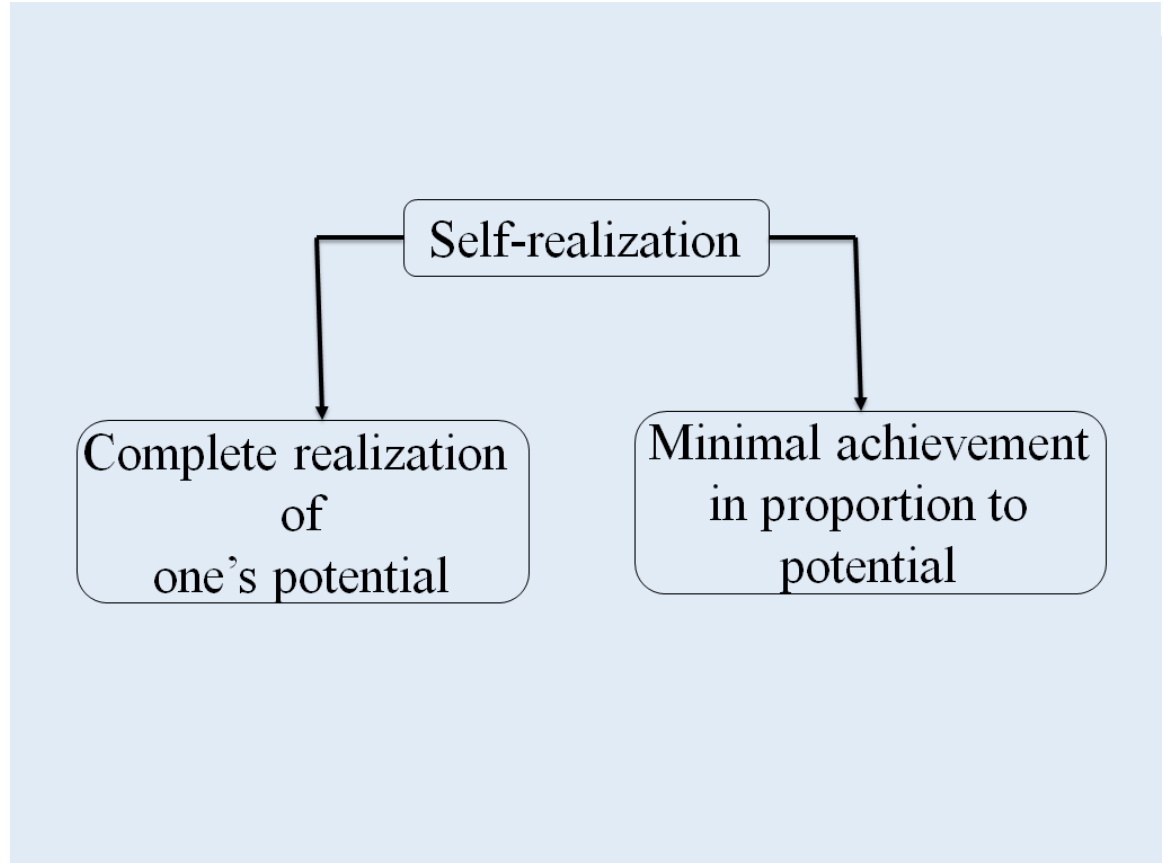 Self-realization
Complete realization
of
one’s potential
Minimal achievement
in proportion to
potential